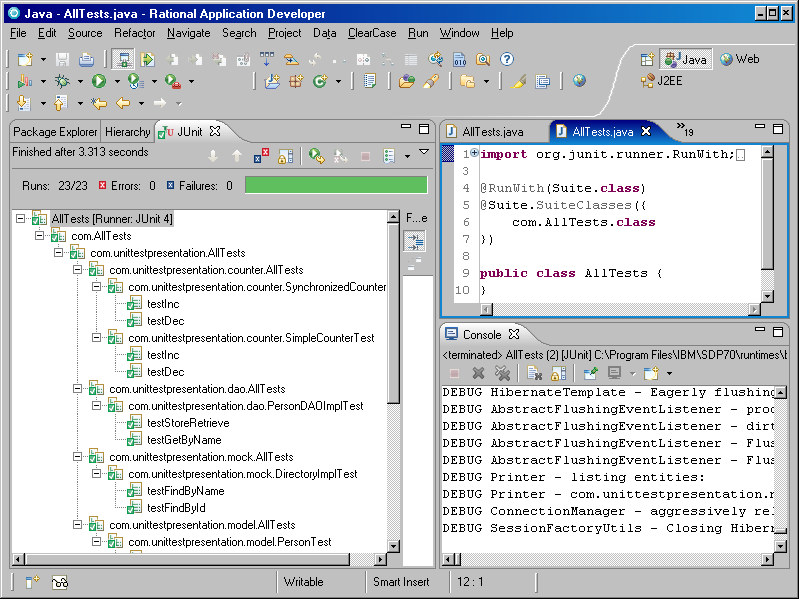 Java - AllTests.java - Rational Application Developer
File Edit Source Refactor Navigate Search Project Data ClearCase Run Window Help
Java Web
J2EE
Package Explorer Hierarchy JUnit
Finished after 3.313 seconds
Runs: 23/23 Errors: 0 Failures: 0
AllTests [Runner: JUnit 4]
com.AllTests
com.unittestpresentation.AllTests
com.unittestpresentation.counter.AllTests
com.unittestpresentation.counter.SynchronizedCounter
testInc
testDec
com.unittestpresentation.counter.SimpleCounterTest
testInc
testDec
com.unittestpresentation.dao.AllTests
com.unittestpresentation.dao.PersonDAOImplTest
testStoreRetrieve
testGetByName
com.unittestpresentation.mock.AllTests
com.unittestpresentation.mock.DirectoryImplTest
testFindByName
testFindById
com.unittestpresentation.model.AllTests
com.unittestpresentation.model.PersonTest
F...e
AllTests.java AllTests.java »19
1 import org.junit.runner.RunWith;
3
4 @RunWith(Suite.class)
5 @Suite.SuiteClasses({
6 com.AllTests.class
7 })
8
9 public class AllTests {
10 }
Console
<terminated> AllTests (2) [JUnit] C:\Program Files\IBM\SDP70\runtimes\b
DEBUG HibernateTemplate - Eagerly flushing
DEBUG AbstractFlushingEventListener - proc
DEBUG AbstractFlushingEventListener - dirt
DEBUG AbstractFlushingEventListener - Flus
DEBUG AbstractFlushingEventListener - Flus
DEBUG Printer - listing entities:
DEBUG Printer - com.unittestpresentation.m
DEBUG ConnectionManager - aggressively rel
DEBUG SessionFactoryUtils - Closing Hibern
Writable Smart Insert 12 : 1